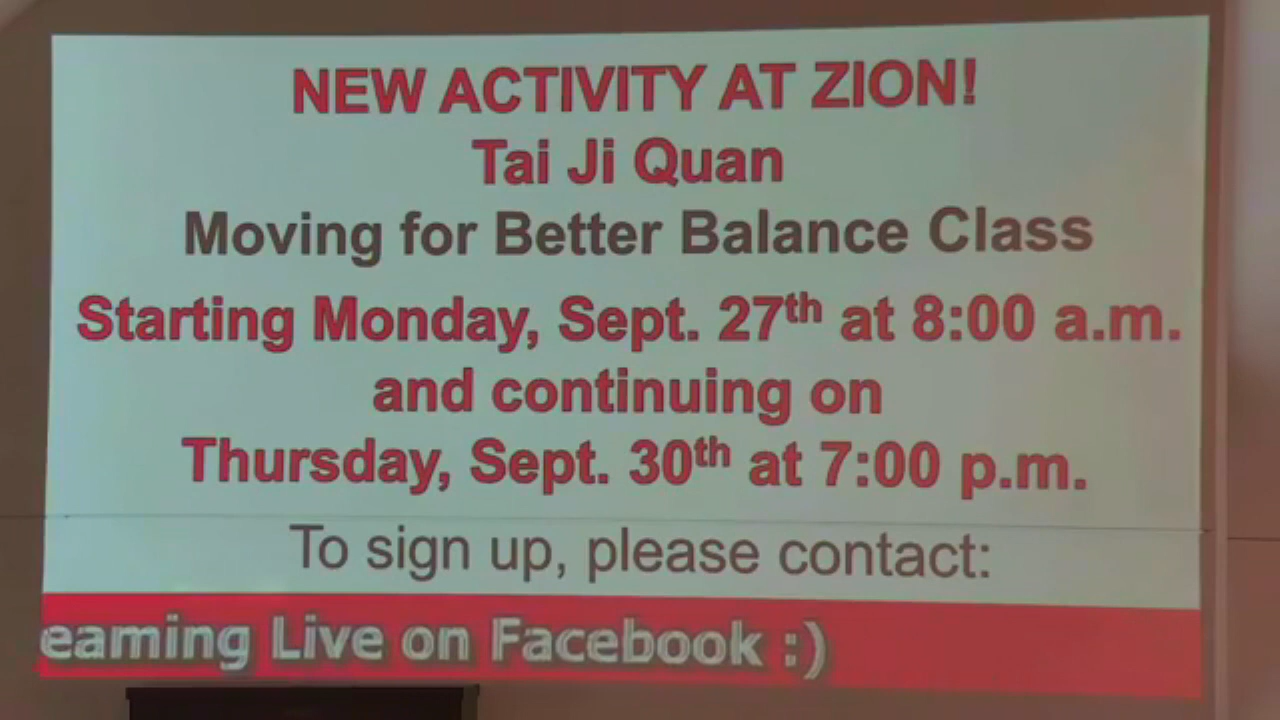 NEW ACTIVITY AT ZION!
Tai Ji Quan
Moving for Better Balance Class
Starting Monday, Sept. 27th at 8:00 a.m.
and continuing on
Thursday, Sept. 30th at 7:00 p.m.
To sign up, please contact:
eaming Live on Facebook :)